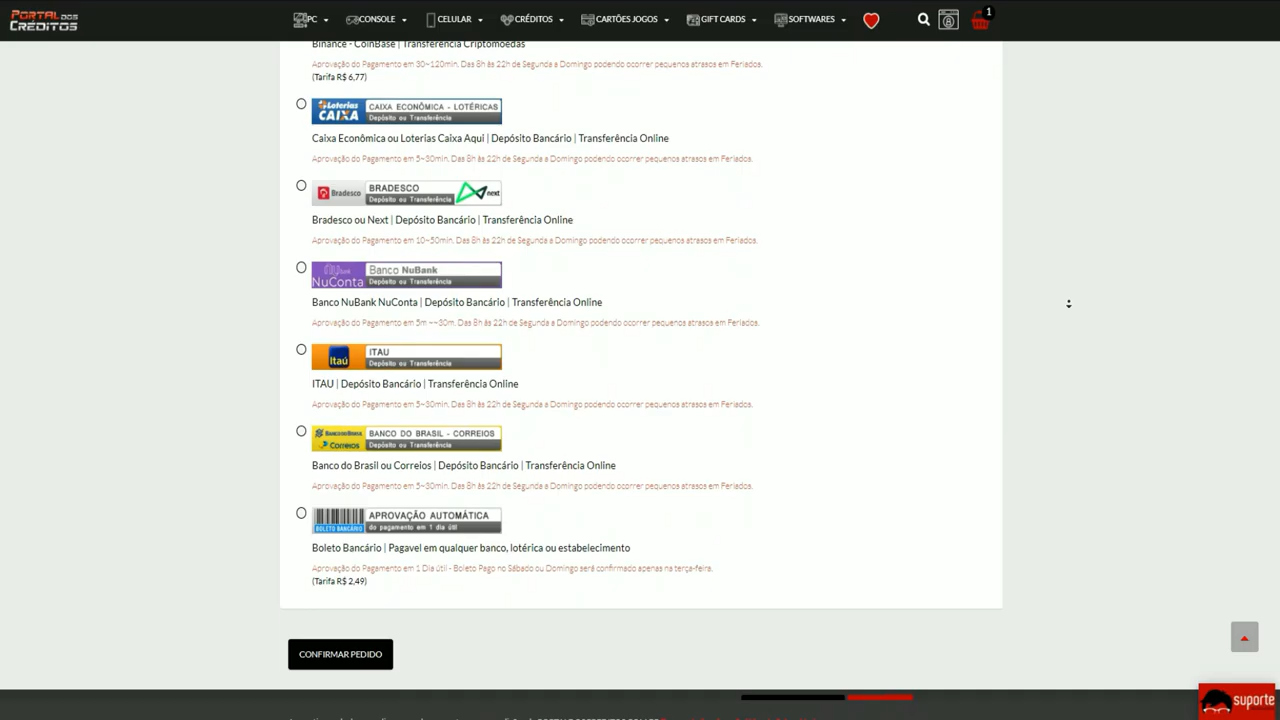 PORTAL DOS CRÉDITOS
PC CONSOLE CELULAR CRÉDITOS CARTÕES JOGOS GIFT CARDS SOFTWARES 1
Binance - CoinBase | Transferência Criptomoedas
Aprovação do Pagamento em 30~120min. Das 8h às 22h de Segunda a Domingo podendo ocorrer pequenos atrasos em Feriados.
(Tarifa R$ 6,77)
Loterias CAIXA CAIXA ECONÔMICA - LOTÉRICAS
Depósito ou Transferência
Caixa Econômica ou Loterias Caixa Aqui | Depósito Bancário | Transferência Online
Aprovação do Pagamento em 5~30min. Das 8h às 22h de Segunda a Domingo podendo ocorrer pequenos atrasos em Feriados.
Bradesco BRADESCO next
Depósito ou Transferência
Bradesco ou Next | Depósito Bancário | Transferência Online
Aprovação do Pagamento em 10~50min. Das 8h às 22h de Segunda a Domingo podendo ocorrer pequenos atrasos em Feriados.
NuConta Banco NuBank
Depósito ou Transferência
Banco NuBank NuConta | Depósito Bancário | Transferência Online
Aprovação do Pagamento em 5m ~~30m. Das 8h às 22h de Segunda a Domingo podendo ocorrer pequenos atrasos em Feriados.
Itaú ITAU
Depósito ou Transferência
ITAU | Depósito Bancário | Transferência Online
Aprovação do Pagamento em 5~30min. Das 8h às 22h de Segunda a Domingo podendo ocorrer pequenos atrasos em Feriados.
BANCO DO BRASIL BANCO DO BRASIL - CORREIOS
Correios Depósito ou Transferência
Banco do Brasil ou Correios | Depósito Bancário | Transferência Online
Aprovação do Pagamento em 5~30min. Das 8h às 22h de Segunda a Domingo podendo ocorrer pequenos atrasos em Feriados.
APROVAÇÃO AUTOMÁTICA
BOLETO BANCÁRIO do pagamento em 1 dia útil
Boleto Bancário | Pagavel em qualquer banco, lotérica ou estabelecimento
Aprovação do Pagamento em 1 Dia útil - Boleto Pago no Sábado ou Domingo será confirmado apenas na terça-feira.
(Tarifa R$ 2,49)
CONFIRMAR PEDIDO
suporte